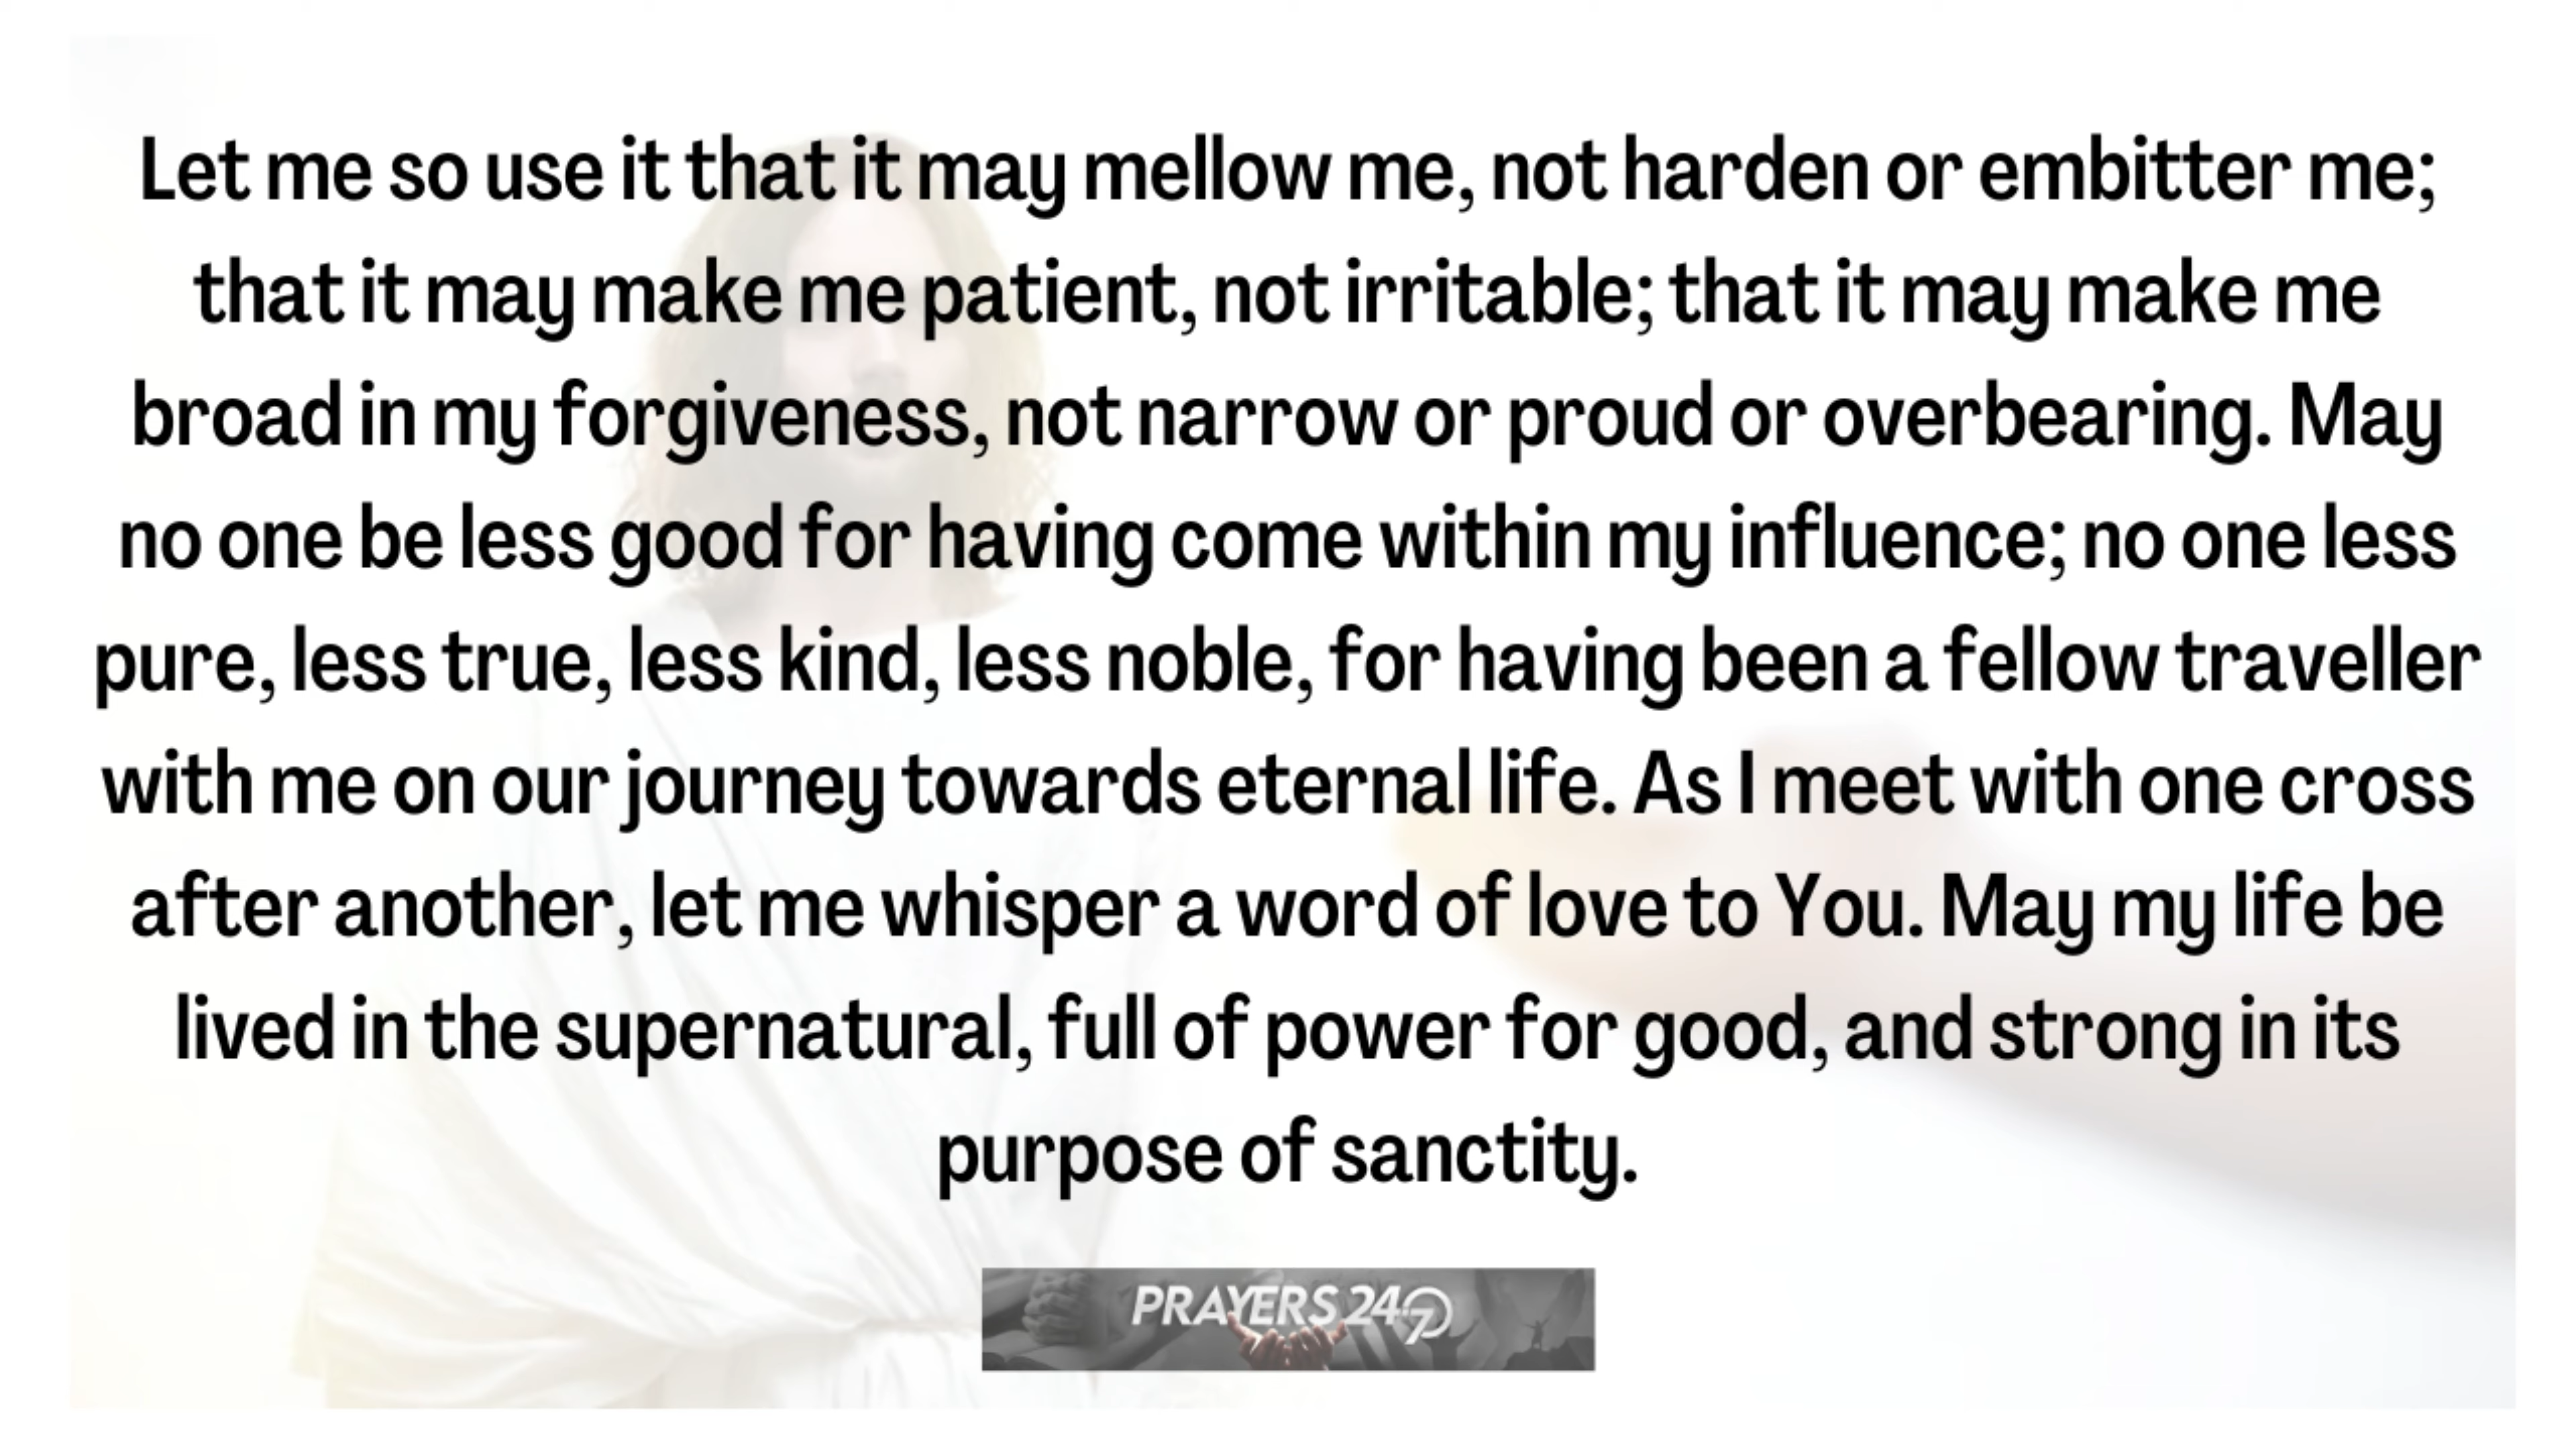 Let me so use it that it may mellow me, not harden or embitter me;
that it may make me patient, not irritable; that it may make me
broad in my forgiveness, not narrow or proud or overbearing. May
no one be less good for having come within my influence; no one less
pure, less true, less kind, less noble, for having been a fellow traveller
with me on our journey towards eternal life. As I meet with one cross
after another, let me whisper a word of love to You. May my life be
lived in the supernatural, full of power for good, and strong in its
purpose of sanctity.
PRAYERS 247